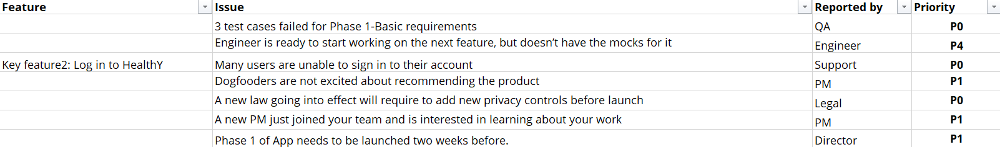 Feature Issue Reported by Priority
3 test cases failed for Phase 1-Basic requirements QA P0
Engineer is ready to start working on the next feature, but doesn’t have the mocks for it Engineer P4
Key feature2: Log in to HealthY Many users are unable to sign in to their account Support P0
Dogfooders are not excited about recommending the product PM P1
A new law going into effect will require to add new privacy controls before launch Legal P0
A new PM just joined your team and is interested in learning about your work PM P1
Phase 1 of App needs to be launched two weeks before. Director P1